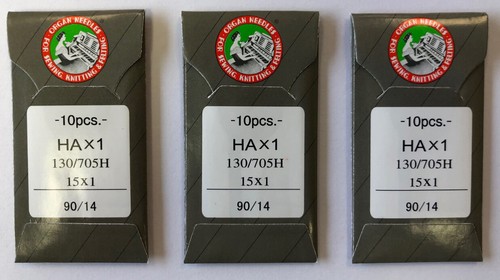 ORGAN NEEDLES
FOR SEWING, KNITTING & FELTING
-10pcs.-
HA×1
130/705H
15X1
90/14
ORGAN NEEDLES
FOR SEWING, KNITTING & FELTING
-10pcs.-
HA×1
130/705H
15X1
90/14
ORGAN NEEDLES
FOR SEWING, KNITTING & FELTING
-10pcs.-
HA×1
130/705H
15X1
90/14